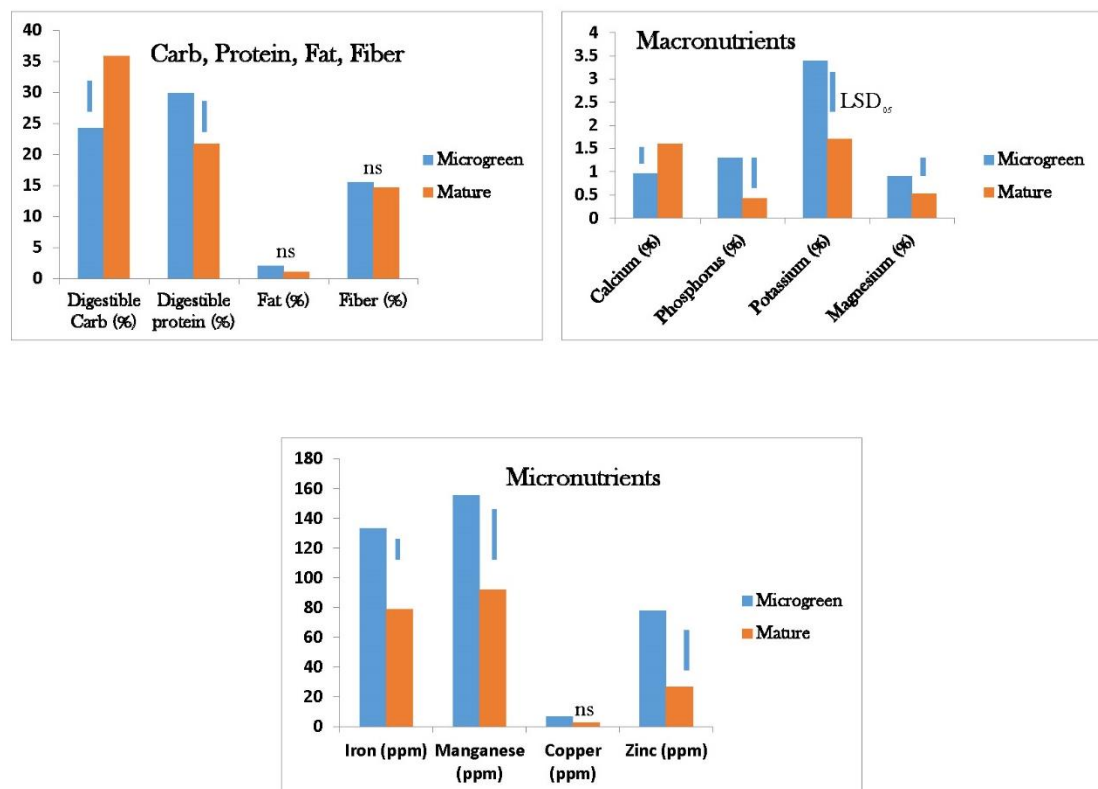 Carb, Protein, Fat, Fiber
40
35
30
25
20
15
10
5
0
ns
ns
Microgreen
Mature
Digestible Carb (%)
Digestible protein (%)
Fat (%)
Fiber (%)
Macronutrients
4
3.5
3
2.5
2
1.5
1
0.5
0
LSD₀₅
Microgreen
Mature
Calcium (%)
Phosphorus (%)
Potassium (%)
Magnesium (%)
Micronutrients
180
160
140
120
100
80
60
40
20
0
ns
Microgreen
Mature
Iron (ppm)
Manganese (ppm)
Copper (ppm)
Zinc (ppm)